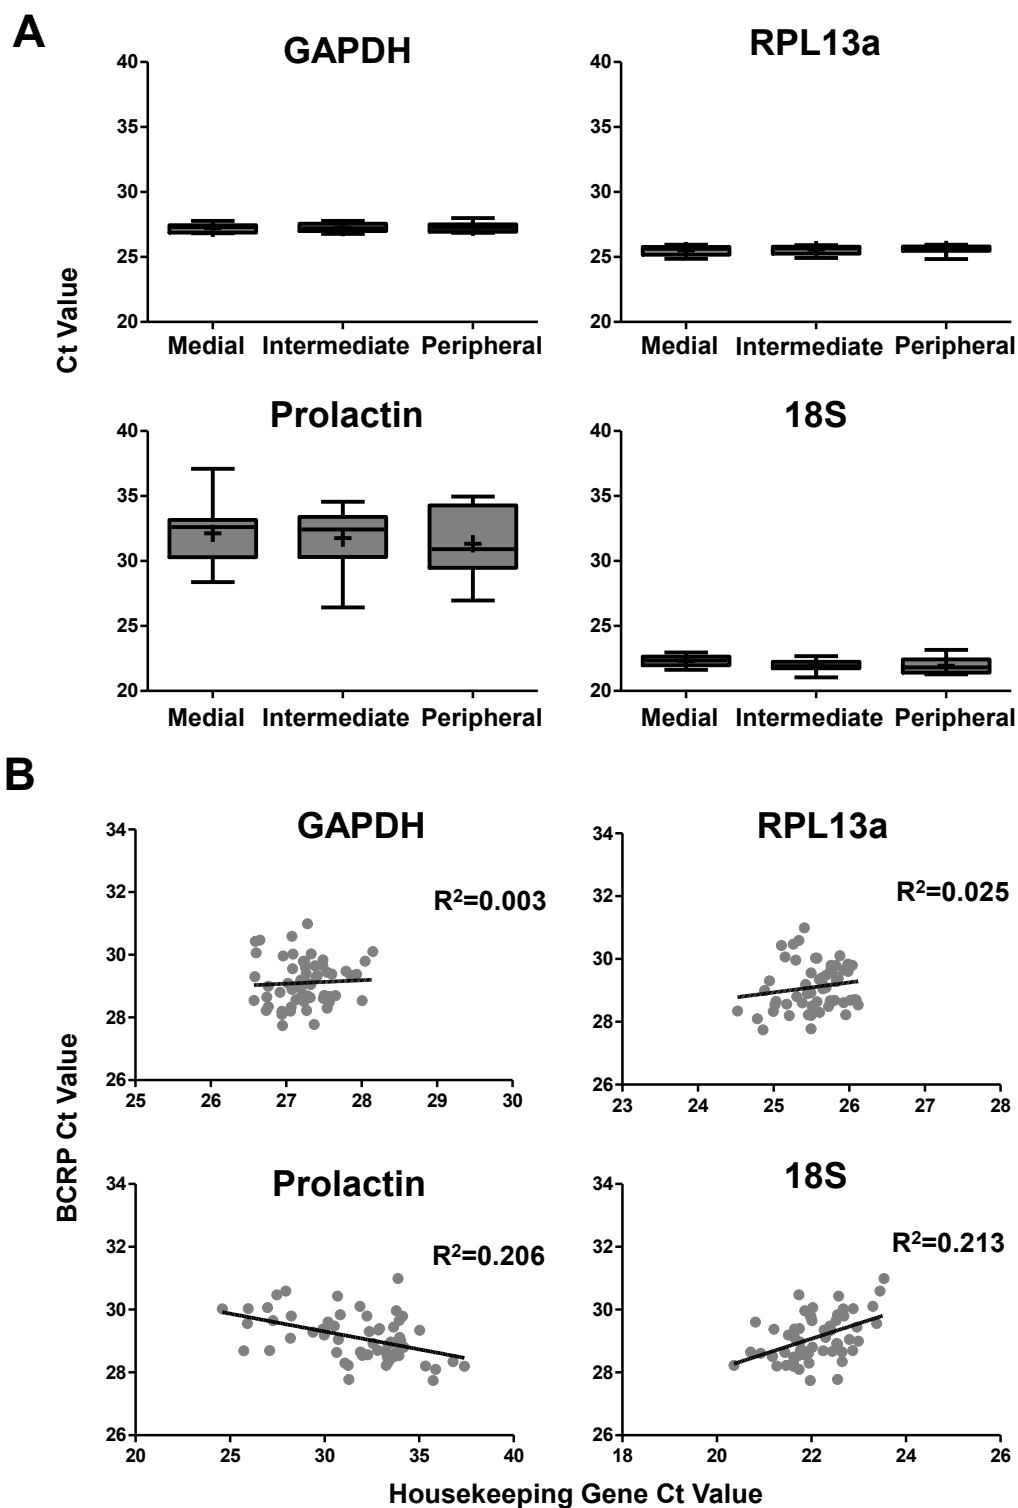 A
GAPDH
RPL13a
40
35
30
25
20
40
35
30
25
20
Ct Value
Medial Intermediate Peripheral
Medial Intermediate Peripheral
Prolactin
18S
40
35
30
25
20
40
35
30
25
20
Medial Intermediate Peripheral
Medial Intermediate Peripheral
B
GAPDH
RPL13a
R²=0.003
R²=0.025
34
32
30
28
26
34
32
30
28
26
25 26 27 28 29 30
23 24 25 26 27 28
BCRP Ct Value
Prolactin
18S
R²=0.206
R²=0.213
34
32
30
28
26
34
32
30
28
26
20 25 30 35 40
18 20 22 24 26
Housekeeping Gene Ct Value